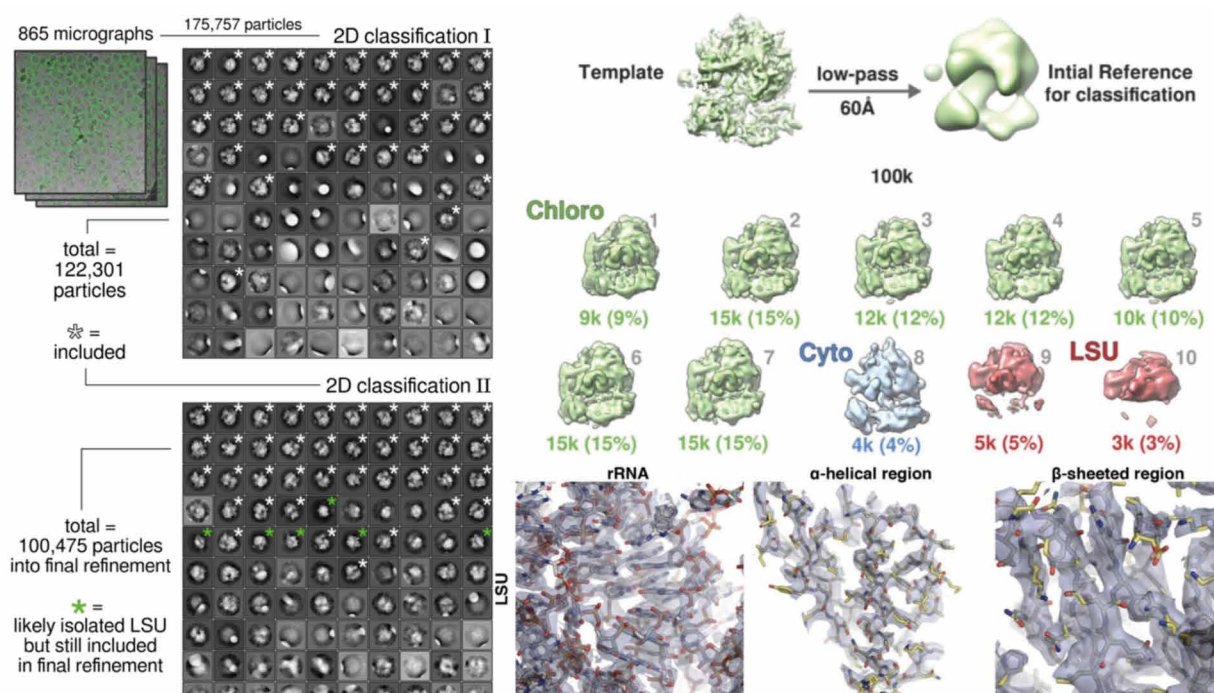 865 micrographs
175,757 particles
2D classification I
total =
122,301
particles
* =
included
2D classification II
total =
100,475 particles
into final refinement
* =
likely isolated LSU
but still included
in final refinement
Template
low-pass
60Å
Intial Reference
for classification
100k
Chloro
1
2
3
4
5
9k (9%)
15k (15%)
12k (12%)
12k (12%)
10k (10%)
6
7
Cyto
8
9
LSU
10
15k (15%)
15k (15%)
4k (4%)
5k (5%)
3k (3%)
rRNA
α-helical region
β-sheeted region
LSU